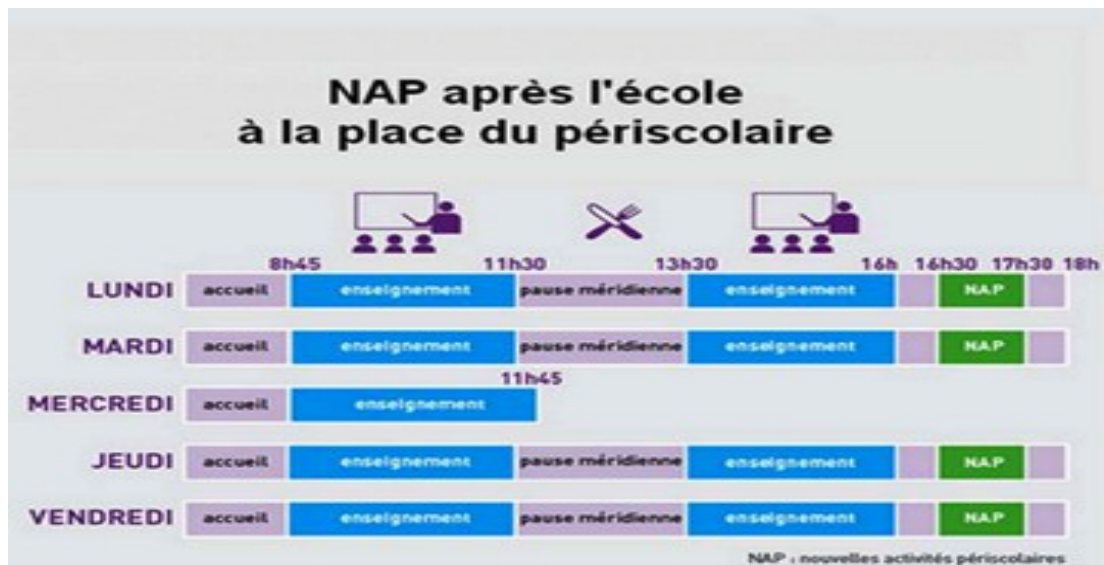 NAP après l'école
à la place du périscolaire
8h45 11h30 13h30 16h 16h30 17h30 18h
LUNDI accueil enseignement pause méridienne enseignement NAP
MARDI accueil enseignement pause méridienne enseignement NAP
11h45
MERCREDI accueil enseignement
JEUDI accueil enseignement pause méridienne enseignement NAP
VENDREDI accueil enseignement pause méridienne enseignement NAP
NAP : nouvelles activités périscolaires